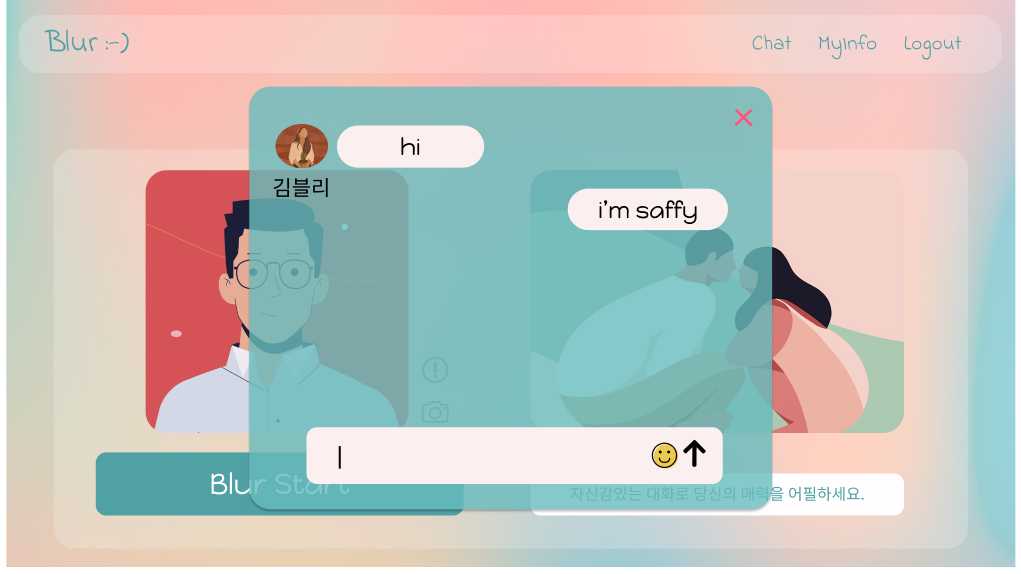 Blur :-)
Chat MyInfo Logout
hi
김블리
i'm saffy
Blur Start
자신감있는 대화로 당신의 매력을 어필하세요.